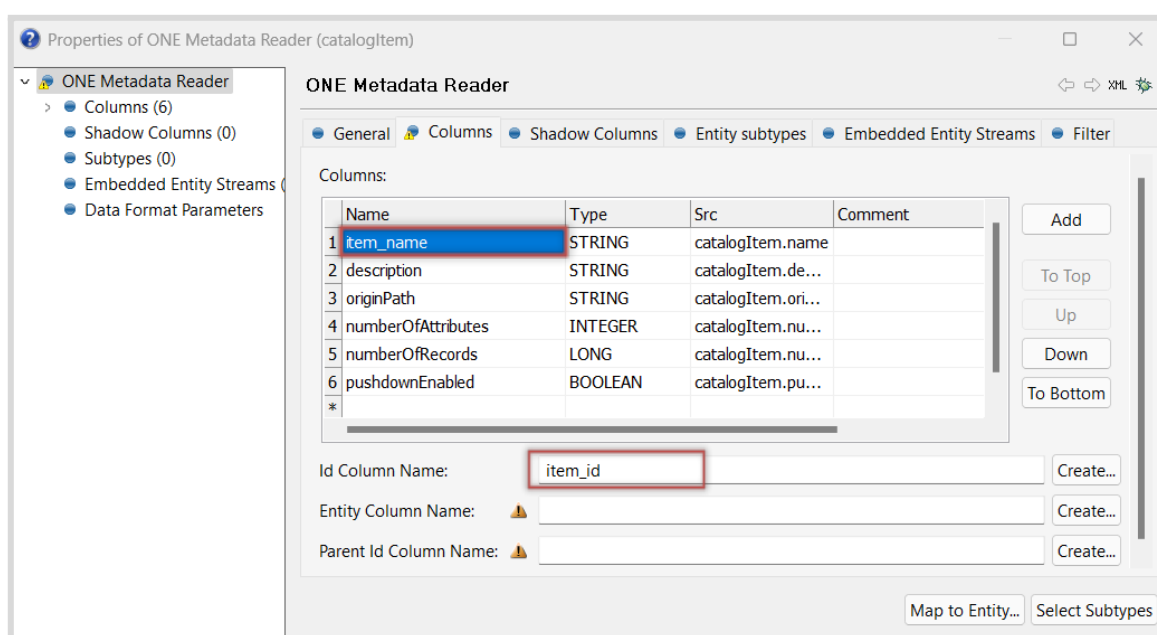 Properties of ONE Metadata Reader (catalogItem)
ONE Metadata Reader
Columns (6)
Shadow Columns (0)
Subtypes (0)
Embedded Entity Streams (
Data Format Parameters
ONE Metadata Reader
XML
General Columns Shadow Columns Entity subtypes Embedded Entity Streams Filter
Columns:
Name Type Src Comment
1 item_name STRING catalogItem.name
2 description STRING catalogItem.de...
3 originPath STRING catalogItem.ori...
4 numberOfAttributes INTEGER catalogItem.nu...
5 numberOfRecords LONG catalogItem.nu...
6 pushdownEnabled BOOLEAN catalogItem.pu...
*
Add
To Top
Up
Down
To Bottom
Id Column Name: item_id Create...
Entity Column Name: Create...
Parent Id Column Name: Create...
Map to Entity... Select Subtypes